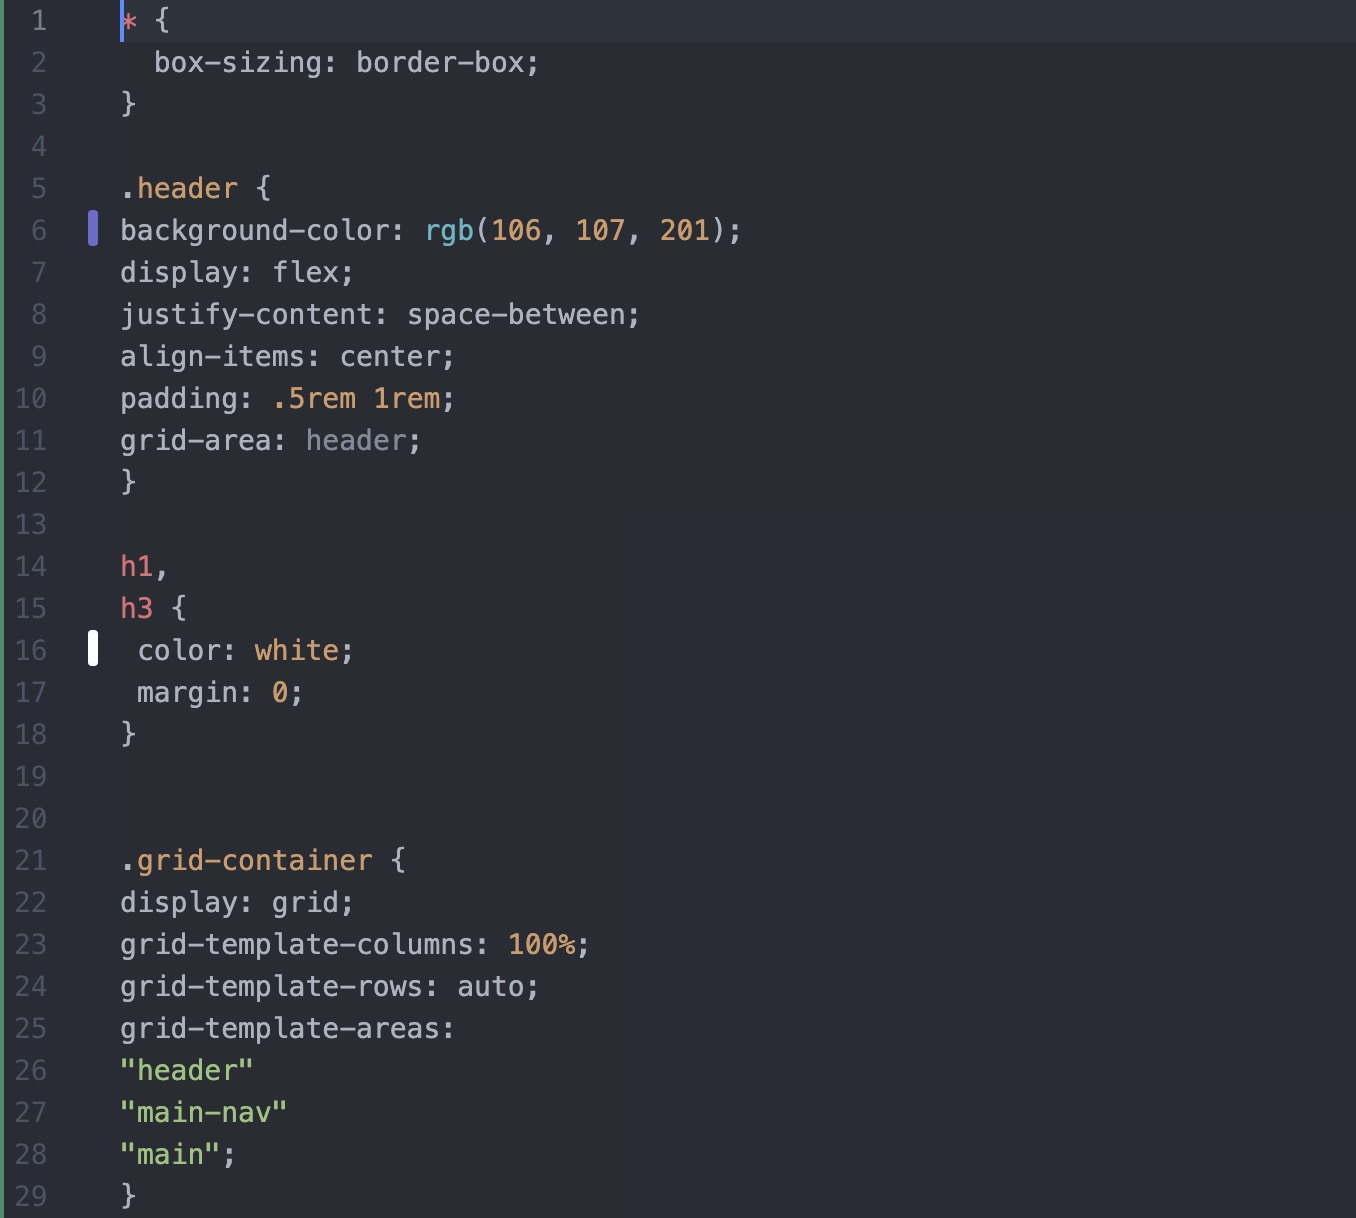 1 * {
2   box-sizing: border-box;
3 }
4
5 .header {
6 background-color: rgb(106, 107, 201);
7 display: flex;
8 justify-content: space-between;
9 align-items: center;
10 padding: .5rem 1rem;
11 grid-area: header;
12 }
13
14 h1,
15 h3 {
16  color: white;
17  margin: 0;
18 }
19
20
21 .grid-container {
22 display: grid;
23 grid-template-columns: 100%;
24 grid-template-rows: auto;
25 grid-template-areas:
26 "header"
27 "main-nav"
28 "main";
29 }